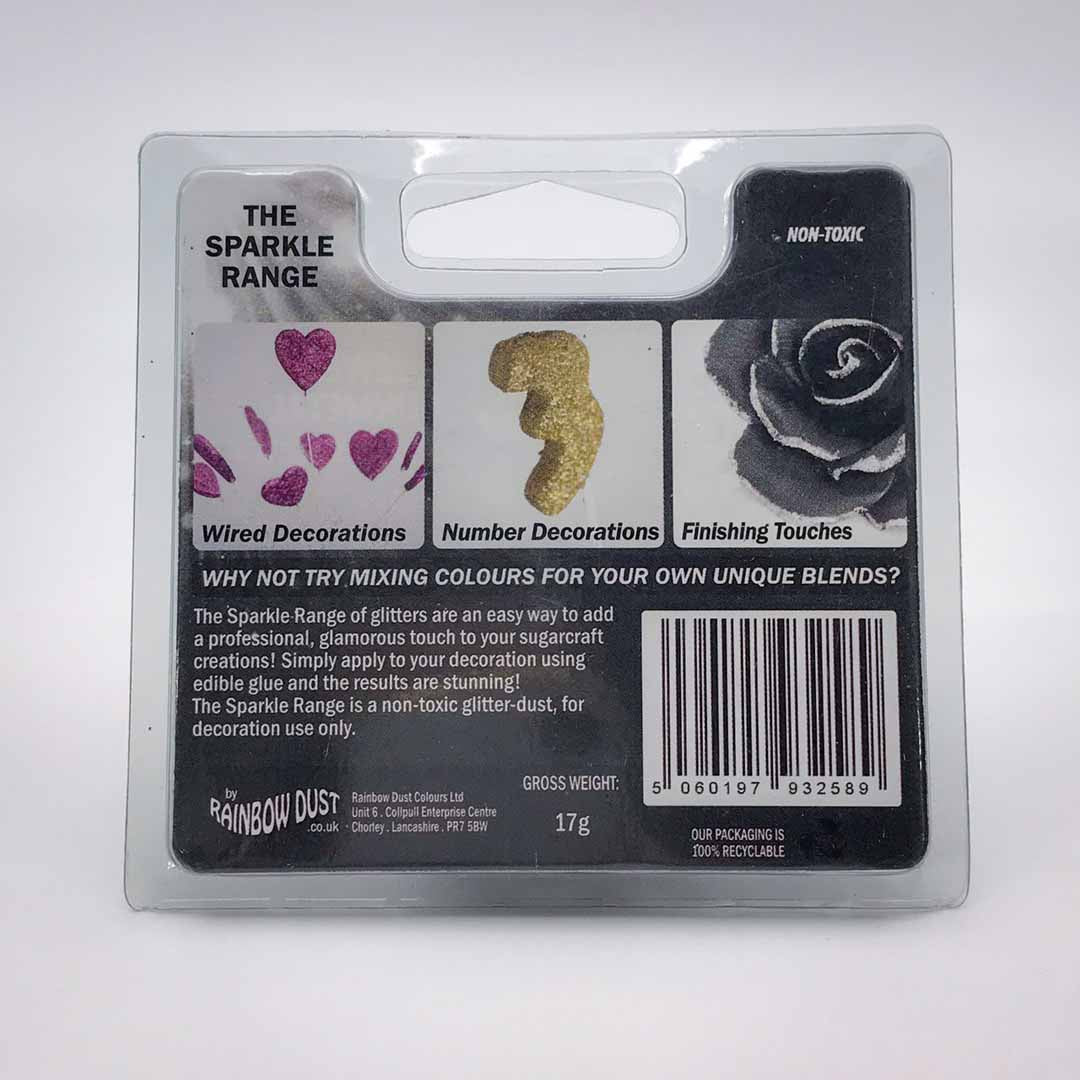 THE
SPARKLE
RANGE
NON-TOXIC
Wired Decorations
Number Decorations
Finishing Touches
WHY NOT TRY MIXING COLOURS FOR YOUR OWN UNIQUE BLENDS?
The Sparkle Range of glitters are an easy way to add
a professional, glamorous touch to your sugarcraft
creations! Simply apply to your decoration using
edible glue and the results are stunning!
The Sparkle Range is a non-toxic glitter-dust, for
decoration use only.
5 060197 932589
by
RAINBOW DUST
.co.uk
Rainbow Dust Colours Ltd
Unit 6 . Collpull Enterprise Centre
Chorley . Lancashire . PR7 5BW
GROSS WEIGHT:
17g
OUR PACKAGING IS
100% RECYCLABLE